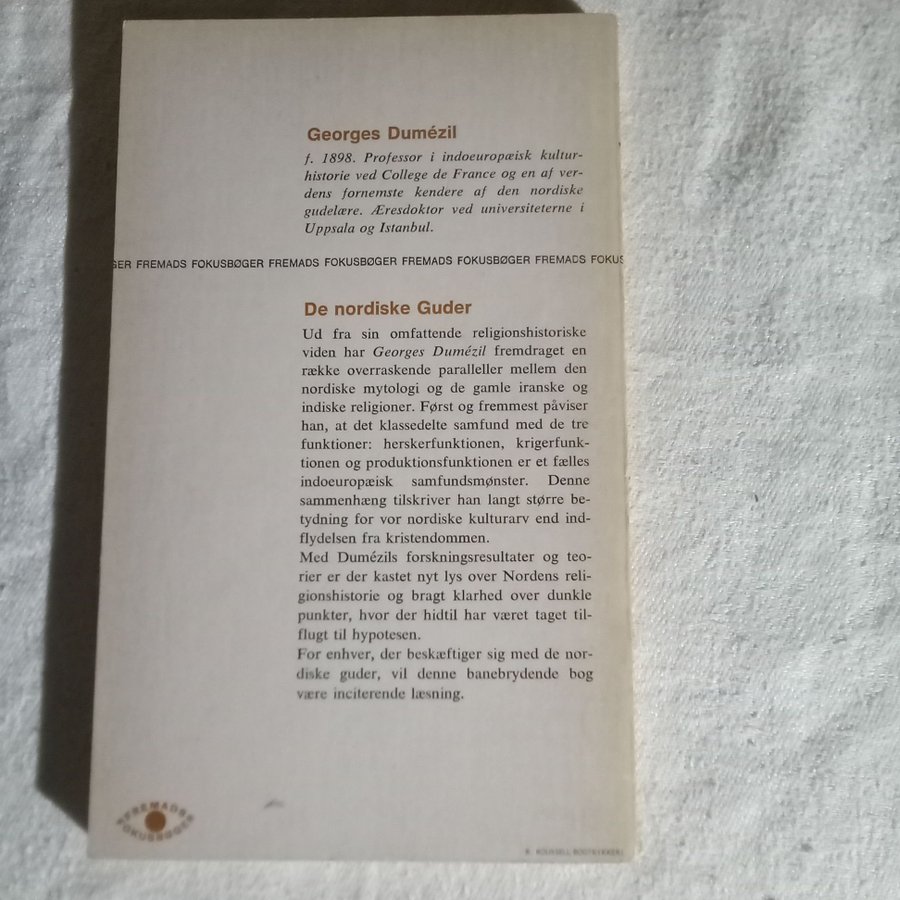 Georges Dumézil
f. 1898. Professor i indoeuropæisk kultur-
historie ved College de France og en af ver-
dens fornemste kendere af den nordiske
gudelære. Æresdoktor ved universiteterne i
Uppsala og Istanbul.
GER FREMADS FOKUSBØGER FREMADS FOKUSBØGER FREMADS FOKUSBØGER FREMADS FOKUS
De nordiske Guder
Ud fra sin omfattende religionshistoriske
viden har Georges Dumézil fremdraget en
række overraskende paralleller mellem den
nordiske mytologi og de gamle iranske og
indiske religioner. Først og fremmest påviser
han, at det klassedelte samfund med de tre
funktioner: herskerfunktionen, krigerfunk-
tionen og produktionsfunktionen er et fælles
indoeuropæisk samfundsmønster. Denne
sammenhæng tilskriver han langt større be-
tydning for vor nordiske kulturarv end ind-
flydelsen fra kristendommen.
Med Dumézils forskningsresultater og teo-
rier er der kastet nyt lys over Nordens reli-
gionshistorie og bragt klarhed over dunkle
punkter, hvor der hidtil har været taget til-
flugt til hypotesen.
For enhver, der beskæftiger sig med de nor-
diske guder, vil denne banebrydende bog
være inciterende læsning.
FREMADS
FOKUSBØGER